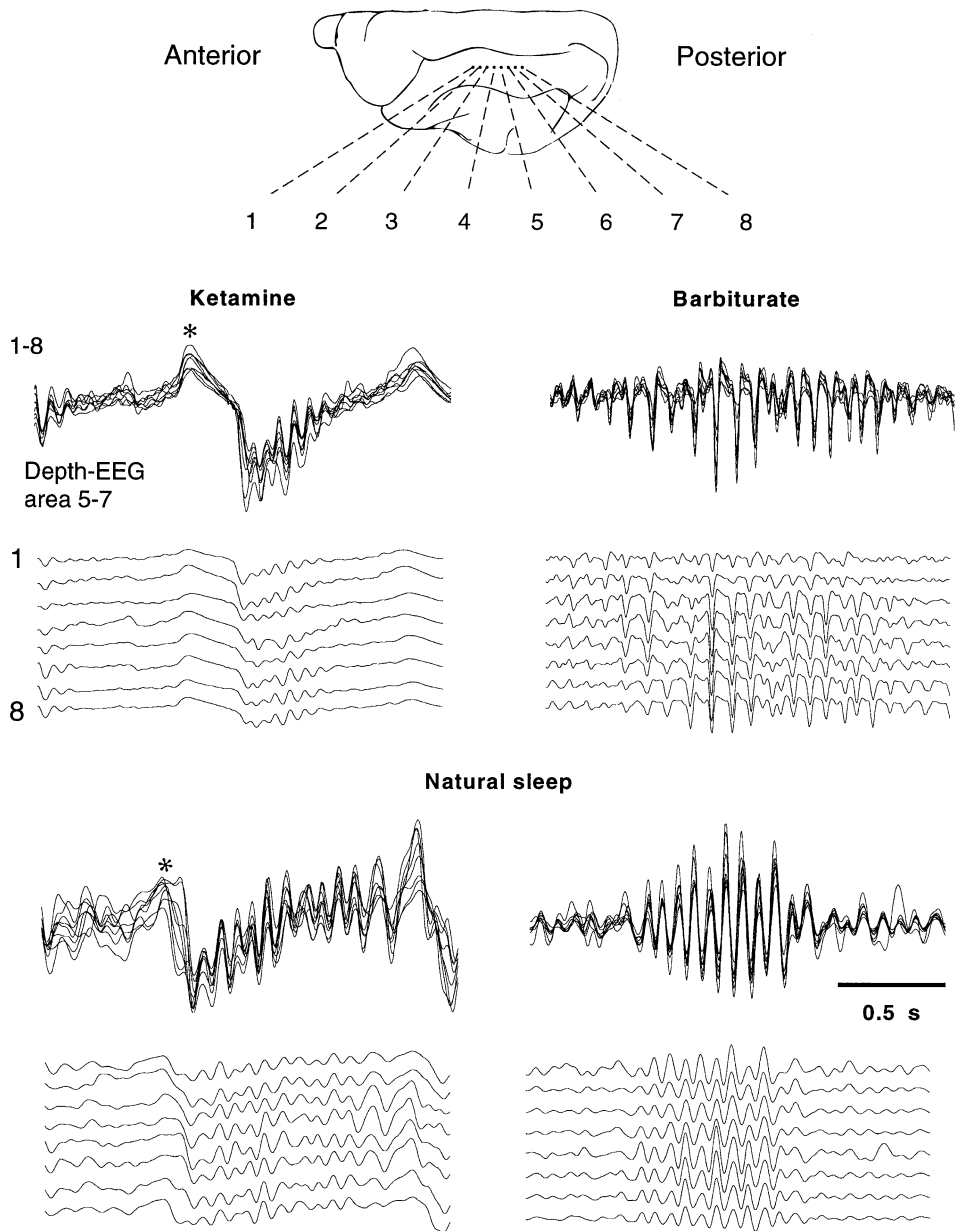 Anterior Posterior
1 2 3 4 5 6 7 8
Ketamine Barbiturate
*
1-8
Depth-EEG
area 5-7
1
8
Natural sleep
*
0.5 s